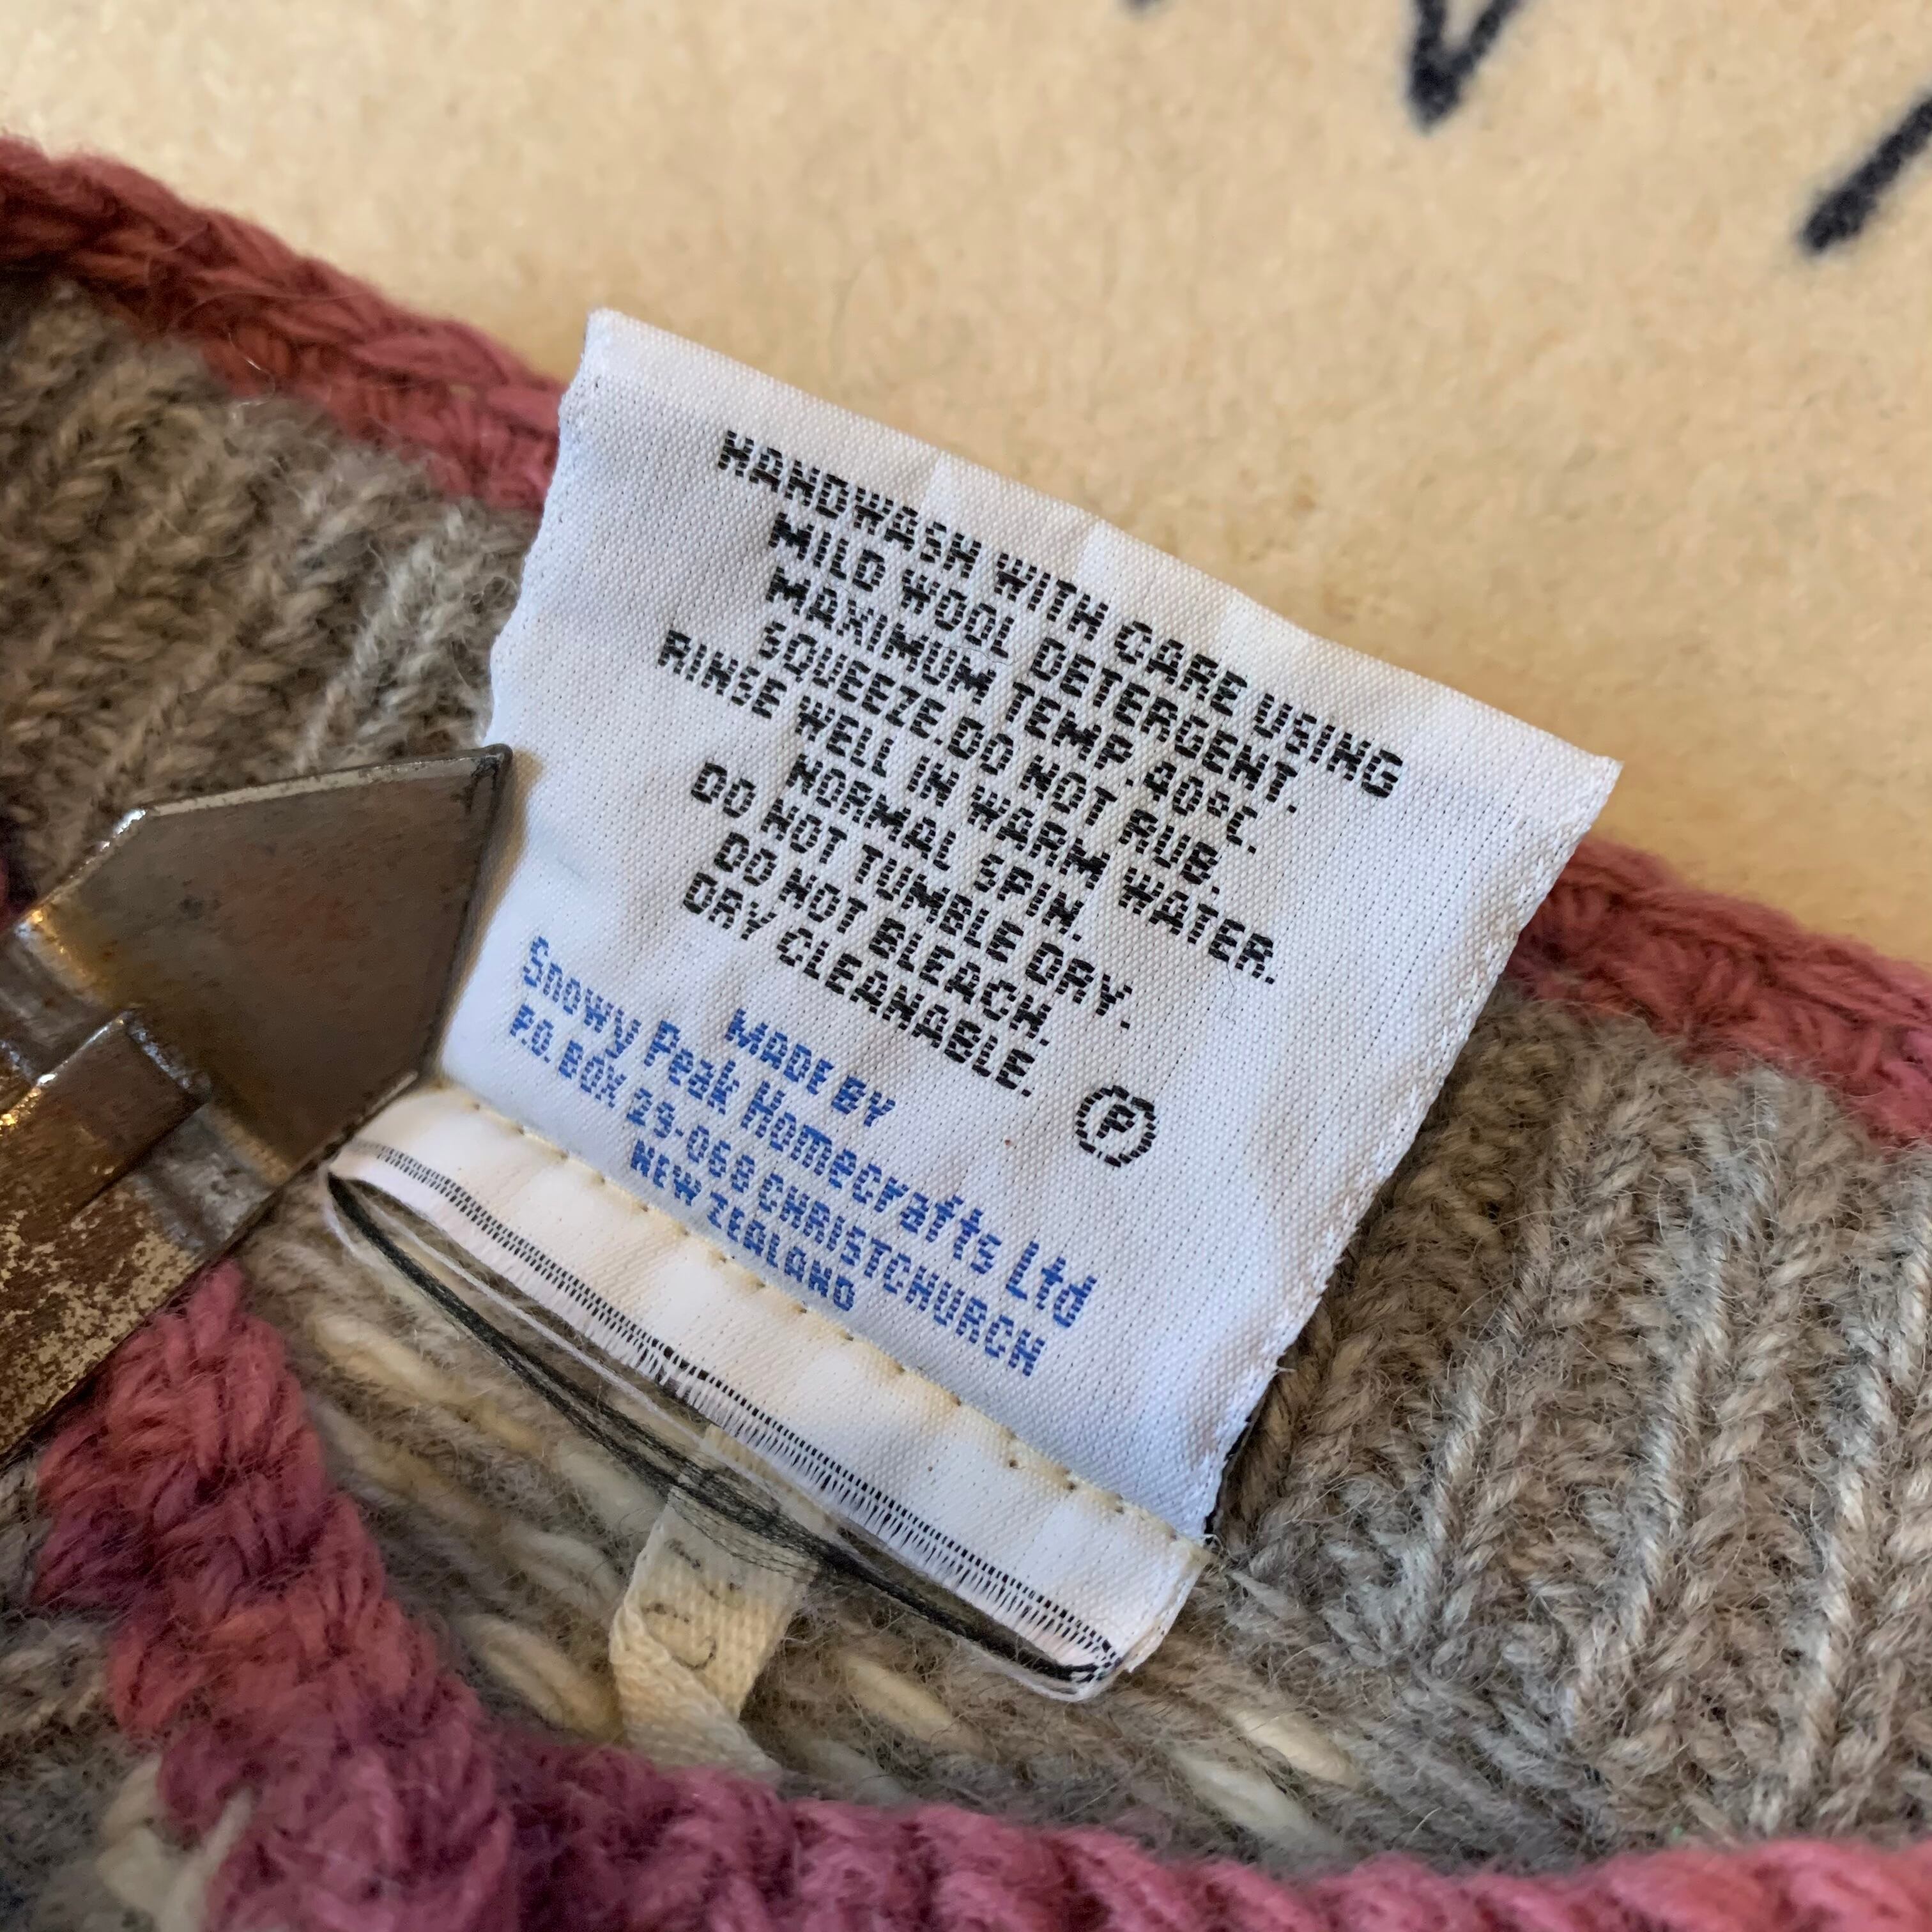 HANDWASH WITH CARE USING
MILD WOOL DETERGENT.
MAXIMUM TEMP.40°C.
SQUEEZE.DO NOT RUB.
RINSE WELL IN WARM WATER.
NORMAL SPIN.
DO NOT TUMBLE DRY.
DO NOT BLEACH.
DRY CLEANABLE.
P
MADE BY
Snowy Peak Homecrafts Ltd
P.O. BOX 29-068 CHRISTCHURCH
NEW ZEALAND